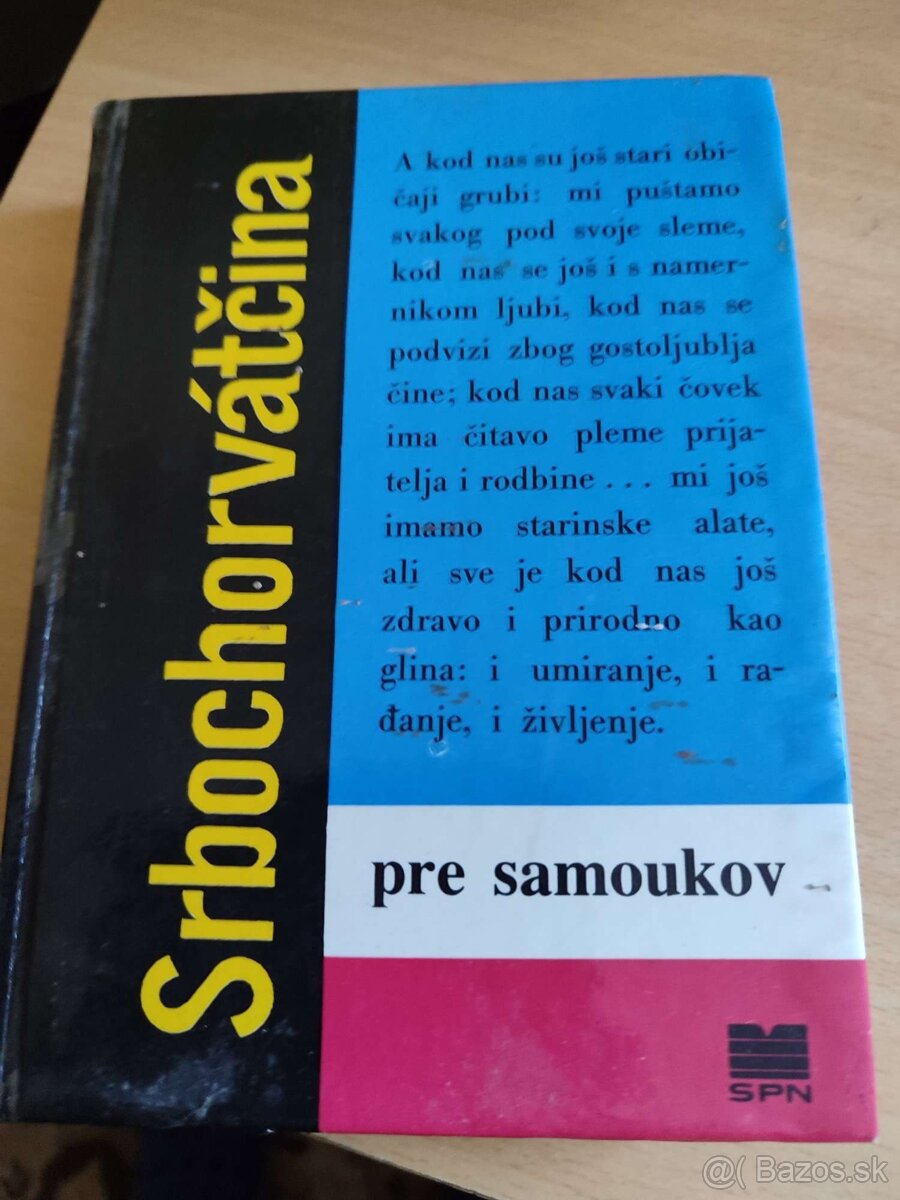 Srbochorvátčina
A kod nas su još stari obi-
čaji grubi: mi puštamo
svakog pod svoje sleme,
kod nas se još i s namer-
nikom ljubi, kod nas se
podvizi zbog gostoljublja
čine; kod nas svaki čovek
ima čitavo pleme prija-
telja i rodbine ... mi još
imamo starinske alate,
ali sve je kod nas još
zdravo i prirodno kao
glina: i umiranje, i ra-
đanje, i življenje.
pre samoukov
SPN
@( ) Bazos.sk